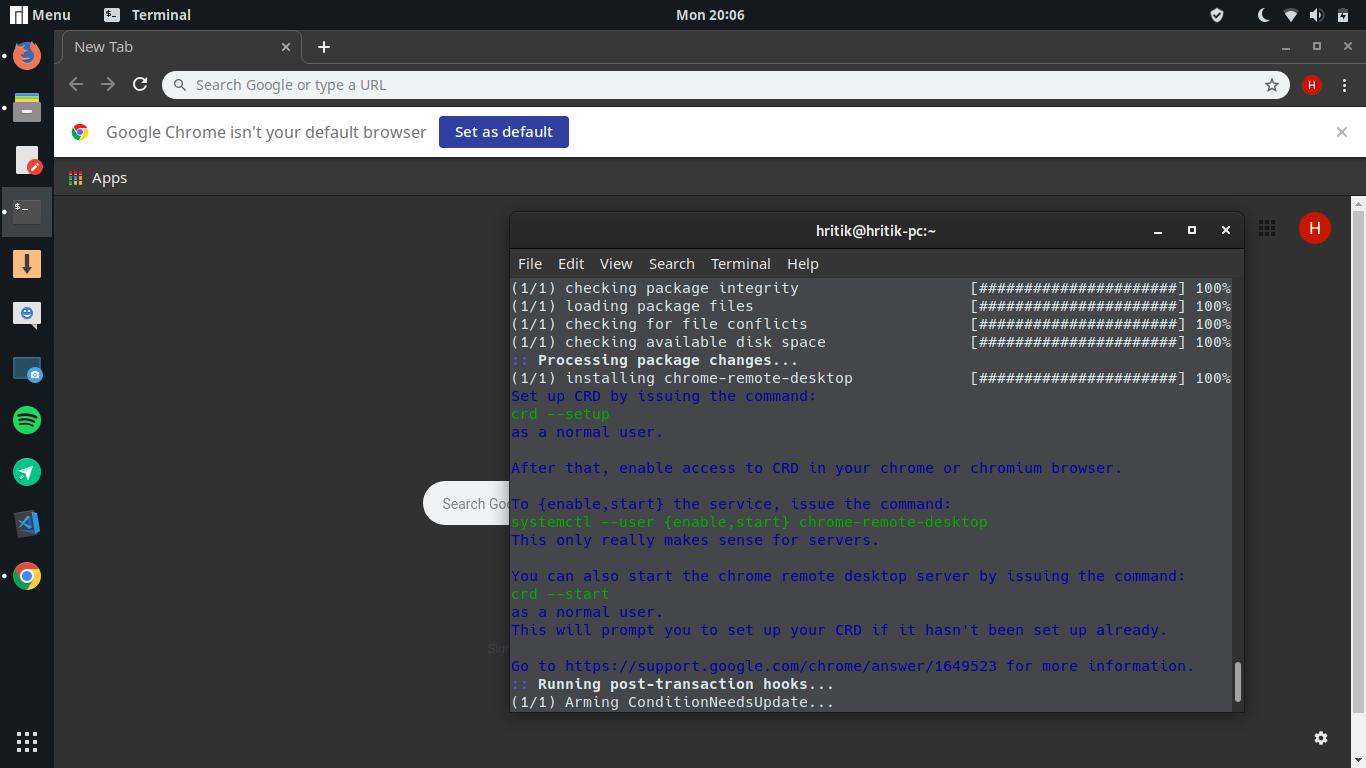 Menu
Terminal
Mon 20:06
New Tab
Search Google or type a URL
H
Google Chrome isn't your default browser
Set as default
Apps
H
hritik@hritik-pc:~
File Edit View Search Terminal Help
(1/1) checking package integrity [######################] 100%
(1/1) loading package files [######################] 100%
(1/1) checking for file conflicts [######################] 100%
(1/1) checking available disk space [######################] 100%
:: Processing package changes...
(1/1) installing chrome-remote-desktop [######################] 100%
Set up CRD by issuing the command:
crd --setup
as a normal user.
After that, enable access to CRD in your chrome or chromium browser.
To {enable,start} the service, issue the command:
systemctl --user {enable,start} chrome-remote-desktop
This only really makes sense for servers.
You can also start the chrome remote desktop server by issuing the command:
crd --start
as a normal user.
This will prompt you to set up your CRD if it hasn't been set up already.
Go to https://support.google.com/chrome/answer/1649523 for more information.
:: Running post-transaction hooks...
(1/1) Arming ConditionNeedsUpdate...
Search Goo
Sign
$_